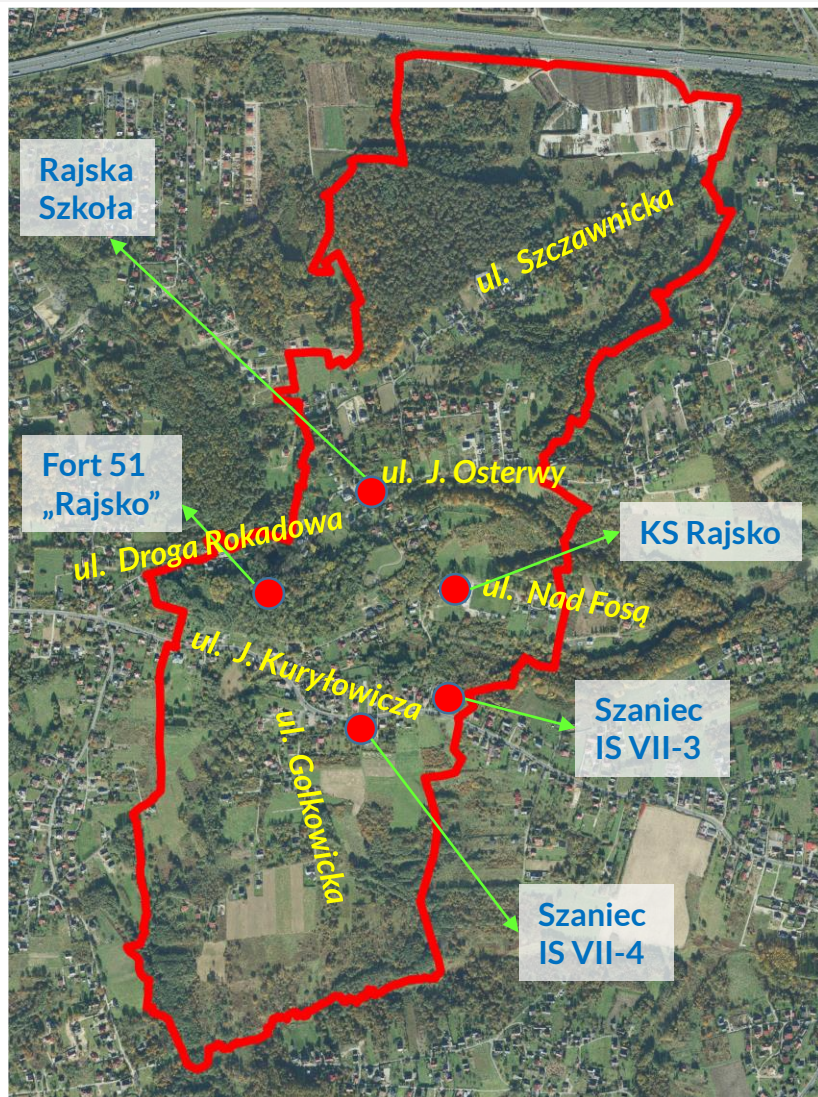 Rajska
Szkoła
ul. Szczawnicka
Fort 51
„Rajsko”
ul. J. Osterwy
ul. Droga Rokadowa
KS Rajsko
ul. Nad Fosą
ul. J. Kuryłowicza
Szaniec
IS VII-3
ul. Gołkowicka
Szaniec
IS VII-4